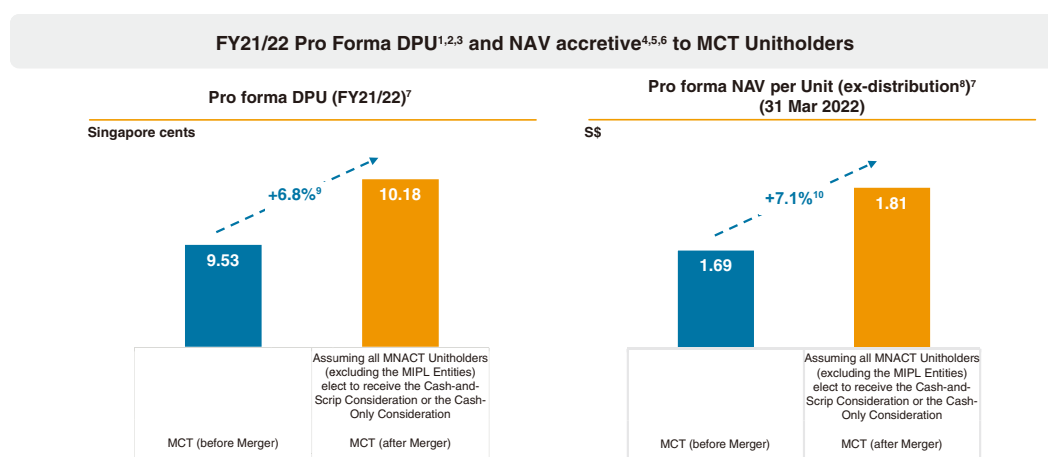 FY21/22 Pro Forma DPU1,2,3 and NAV accretive4,5,6 to MCT Unitholders
Pro forma DPU (FY21/22)7
Singapore cents
+6.8%9
9.53
10.18
MCT (before Merger)
Assuming all MNACT Unitholders
(excluding the MIPL Entities)
elect to receive the Cash-and-
Scrip Consideration or the Cash-
Only Consideration
MCT (after Merger)
Pro forma NAV per Unit (ex-distribution8)7
(31 Mar 2022)
S$
+7.1%10
1.69
1.81
MCT (before Merger)
Assuming all MNACT Unitholders
(excluding the MIPL Entities)
elect to receive the Cash-and-
Scrip Consideration or the Cash-
Only Consideration
MCT (after Merger)